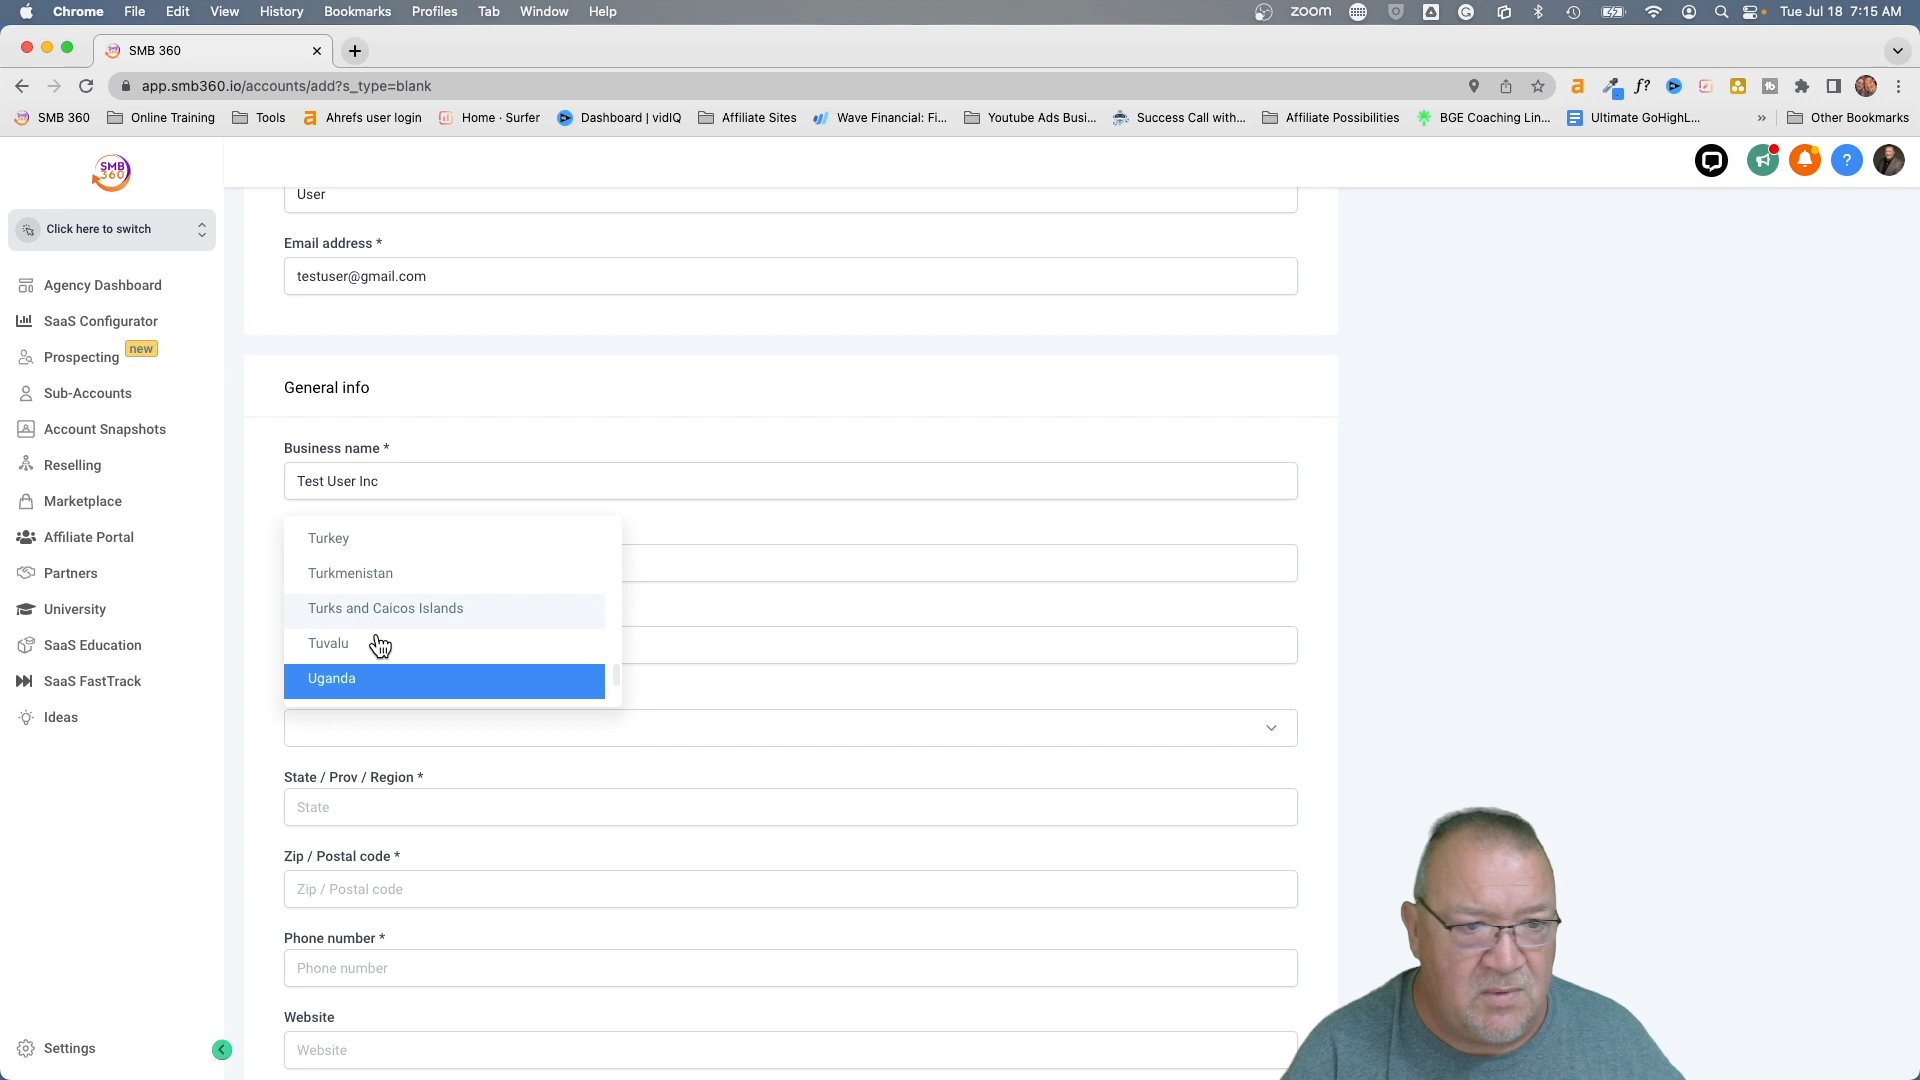 Chrome File Edit View History Bookmarks Profiles Tab Window Help zoom Tue Jul 18 7:15 AM
SMB 360
app.smb360.io/accounts/add?s_type=blank
SMB 360 Online Training Tools Ahrefs user login Home · Surfer Dashboard | vidIQ Affiliate Sites Wave Financial: Fi... Youtube Ads Busi... Success Call with... Affiliate Possibilities BGE Coaching Lin... Ultimate GoHighL... » Other Bookmarks
SMB
360
Click here to switch
Agency Dashboard
SaaS Configurator
Prospecting new
Sub-Accounts
Account Snapshots
Reselling
Marketplace
Affiliate Portal
Partners
University
SaaS Education
SaaS FastTrack
Ideas
Settings
User
Email address *
testuser@gmail.com
General info
Business name *
Test User Inc
Turkey
Turkmenistan
Turks and Caicos Islands
Tuvalu
Uganda
State / Prov / Region *
State
Zip / Postal code *
Zip / Postal code
Phone number *
Phone number
Website
Website